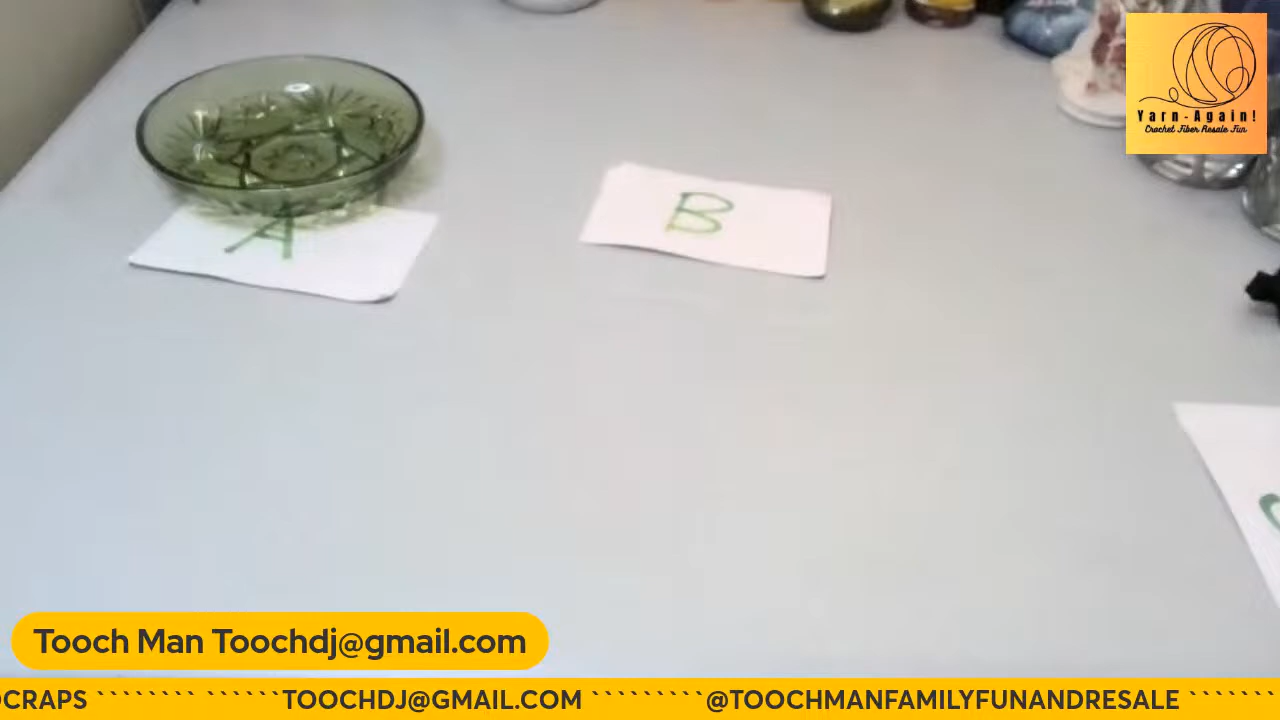 Yarn-Again!
Crochet Fiber Resale Fun
A
B
Tooch Man Toochdj@gmail.com
CRAPS ```````` ``````TOOCHDJ@GMAIL.COM `````````@TOOCHMANFAMILYFUNANDRESALE ```````